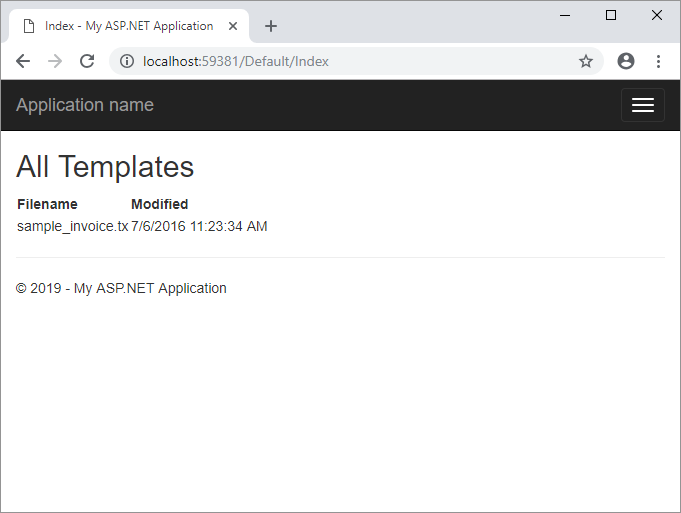 Index - My ASP.NET Application
localhost:59381/Default/Index
Application name
All Templates
Filename Modified
sample_invoice.tx 7/6/2016 11:23:34 AM
© 2019 - My ASP.NET Application